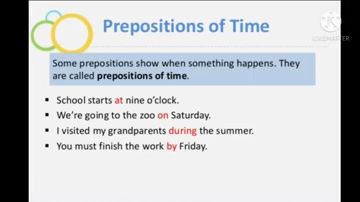 Prepositions of Time
Some prepositions show when something happens. They
are called prepositions of time.
School starts at nine o'clock.
We're going to the zoo on Saturday.
I visited my grandparents during the summer.
You must finish the work by Friday.